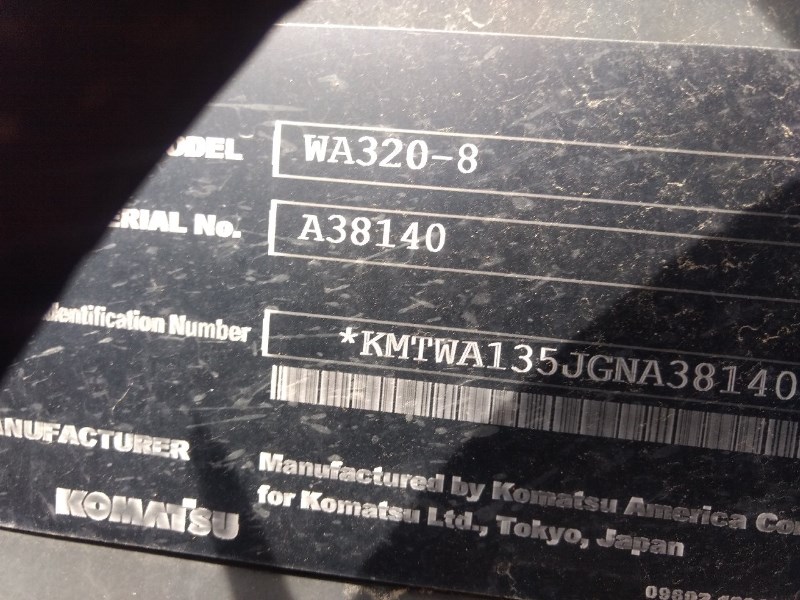 ODEL WA320-8
ERIAL No. A38140
dentification Number *KMTWA135JGNA38140
ANUFACTURER
Manufactured by Komatsu America Co
for Komatsu Ltd., Tokyo, Japan
KOMATSU